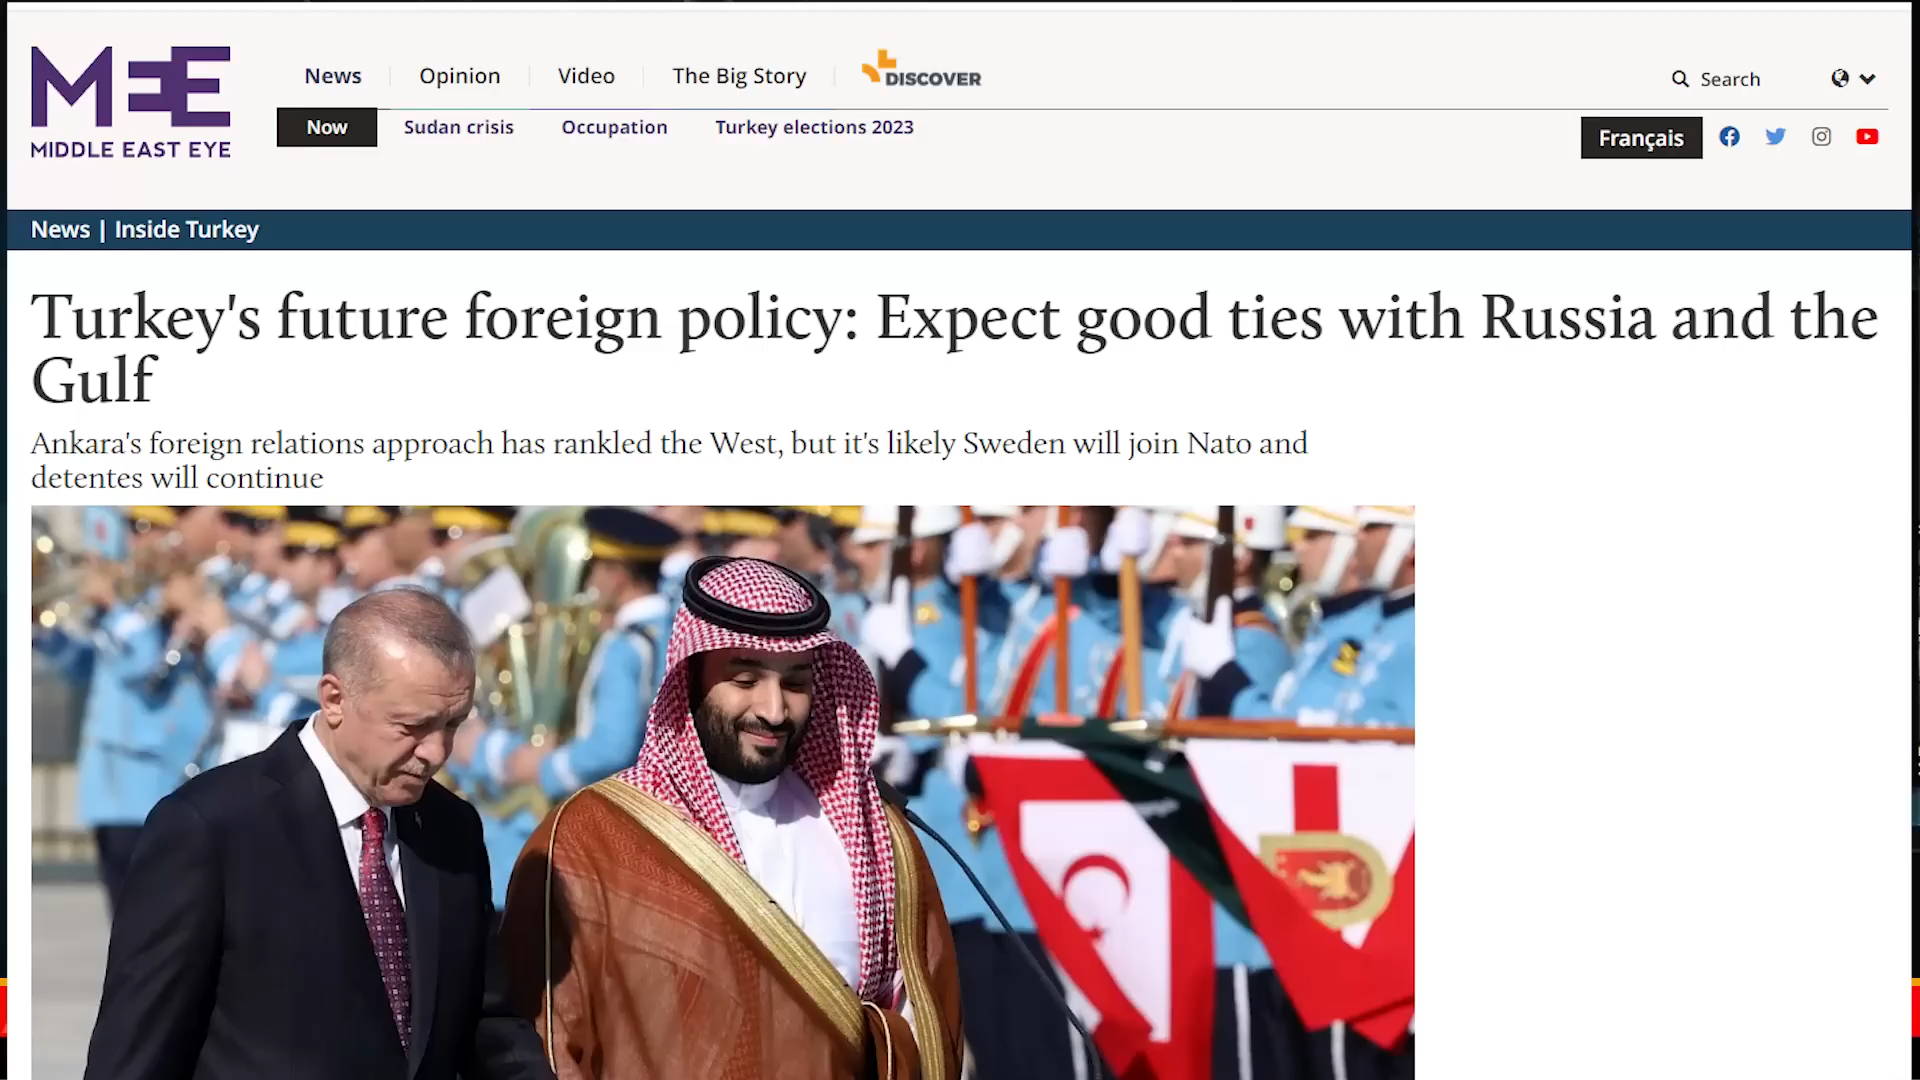 MEE
MIDDLE EAST EYE
News
Opinion
Video
The Big Story
DISCOVER
Search
Now
Sudan crisis
Occupation
Turkey elections 2023
Français
News | Inside Turkey
Turkey's future foreign policy: Expect good ties with Russia and the
Gulf
Ankara's foreign relations approach has rankled the West, but it's likely Sweden will join Nato and
detentes will continue